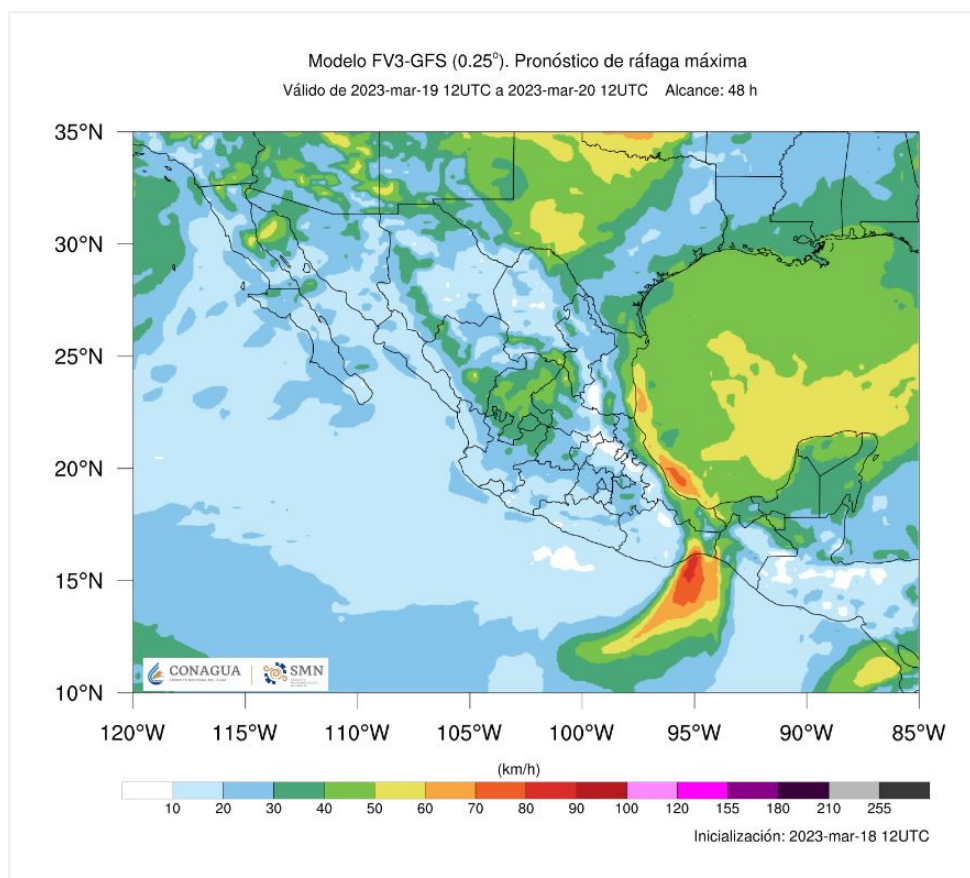 Modelo FV3-GFS (0.25°). Pronóstico de ráfaga máxima
Válido de 2023-mar-19 12UTC a 2023-mar-20 12UTC Alcance: 48 h
35°N
30°N
25°N
20°N
15°N
10°N
CONAGUA
SMN
120°W 115°W 110°W 105°W 100°W 95°W 90°W 85°W
(km/h)
10 20 30 40 50 60 70 80 90 100 120 155 180 210 255
Inicialización: 2023-mar-18 12UTC